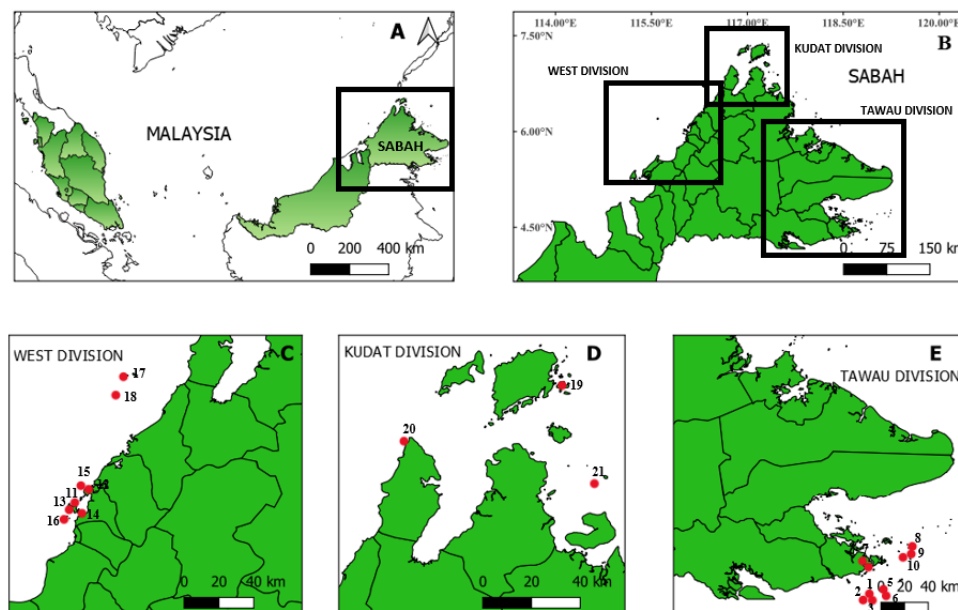 A
MALAYSIA
SABAH
0 200 400 km
114.00°E 115.50°E 117.00°E 118.50°E 120.00°E
7.50°N
6.00°N
4.50°N
B
KUDAT DIVISION
WEST DIVISION
SABAH
TAWAU DIVISION
0 75 150 km
C
WEST DIVISION
17
18
15
11
13
14
16
0 20 40 km
D
KUDAT DIVISION
19
20
21
0 20 40 km
E
TAWAU DIVISION
8
9
10
1
5
2
6
0 20 40 km